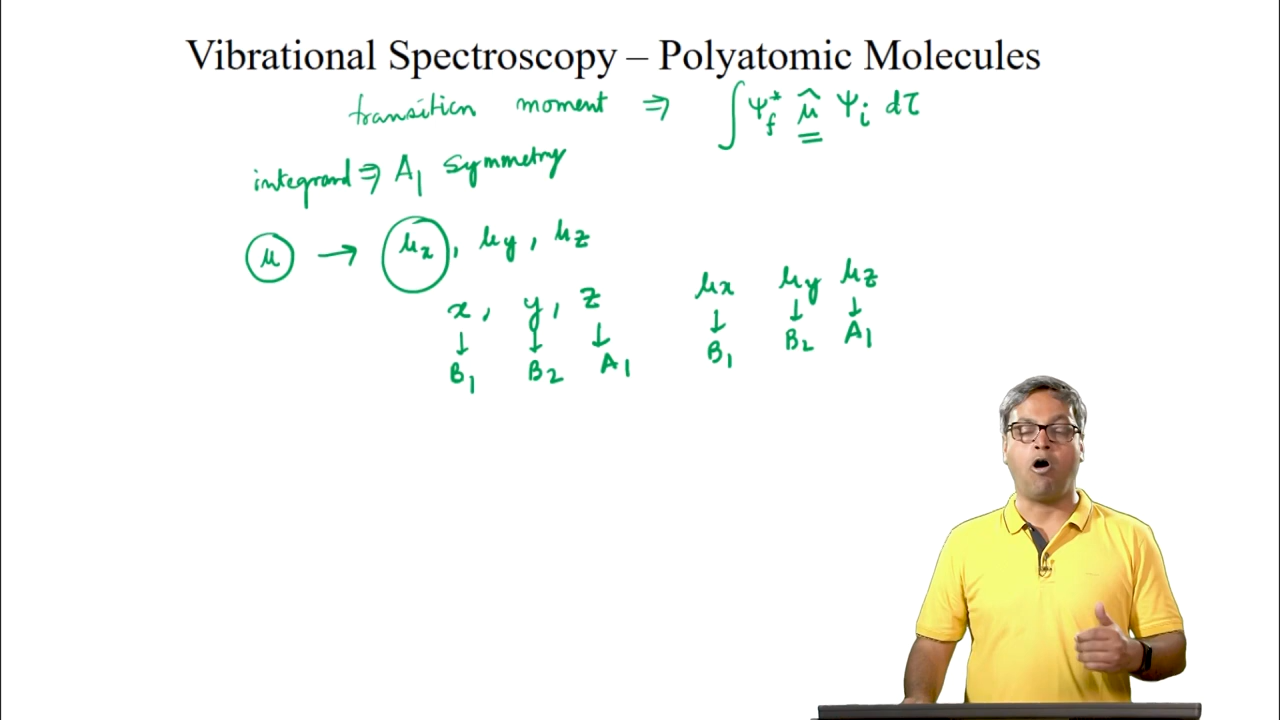 Vibrational Spectroscopy – Polyatomic Molecules
transition moment ⇒ ∫ψf* μ̂ ψi dτ
integrand ⇒ A1 Symmetry
μ → μx, μy, μz
x, y, z
↓ ↓ ↓
B1 B2 A1
μx μy μz
↓ ↓ ↓
B1 B2 A1